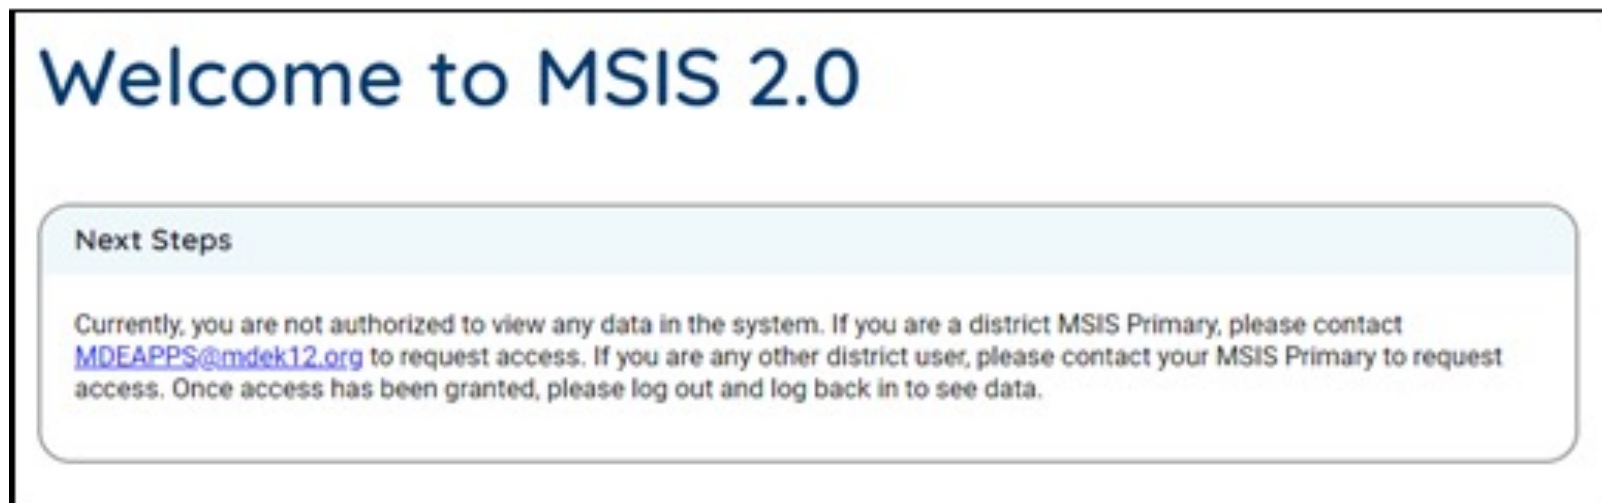 Welcome to MSIS 2.0
Next Steps
Currently, you are not authorized to view any data in the system. If you are a district MSIS Primary, please contact
MDEAPPS@mdek12.org to request access. If you are any other district user, please contact your MSIS Primary to request
access. Once access has been granted, please log out and log back in to see data.